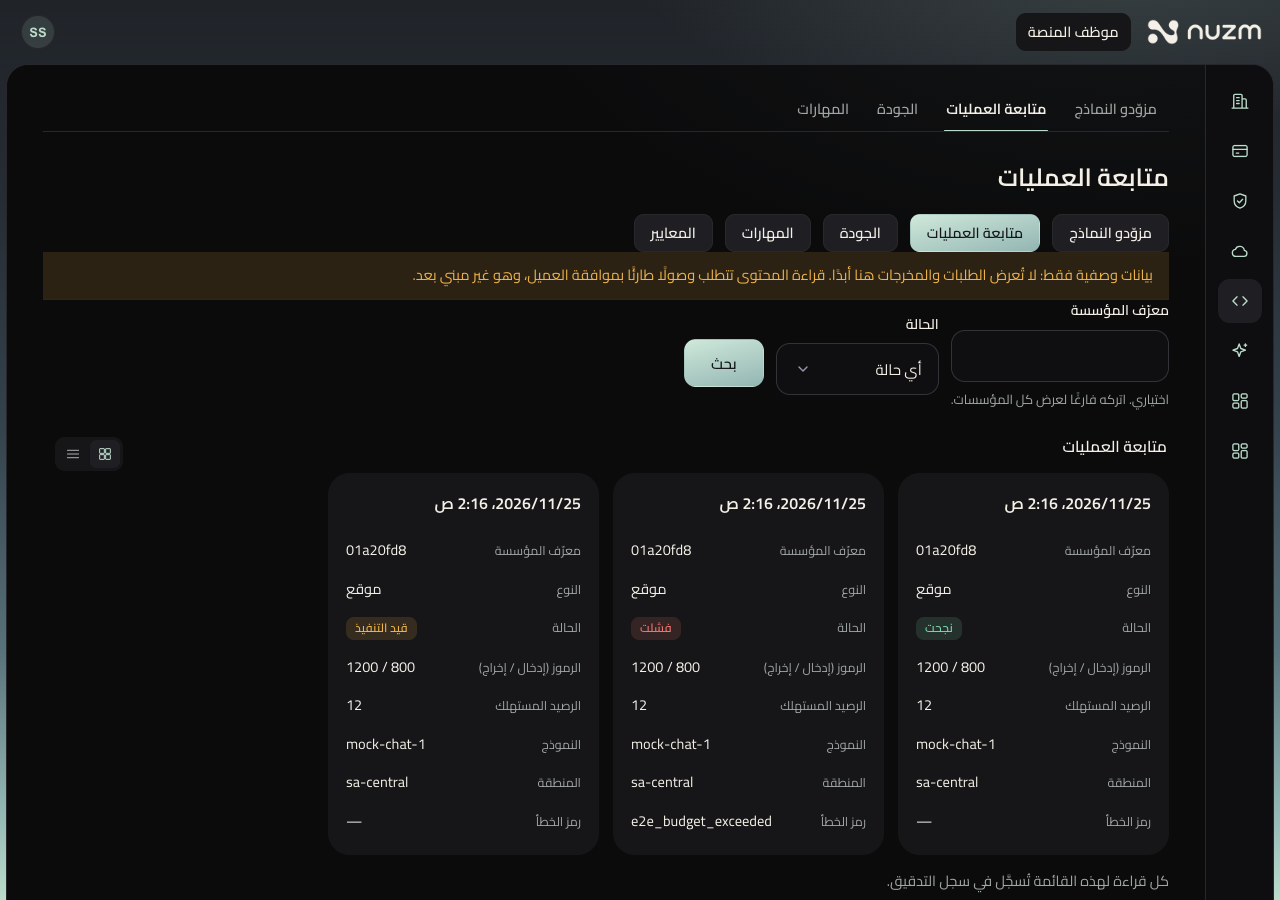 nuzm
موظف المنصة
SS
مزوّدو النماذج
متابعة العمليات
الجودة
المهارات
متابعة العمليات
مزوّدو النماذج
متابعة العمليات
الجودة
المهارات
المعايير
بيانات وصفية فقط: لا تُعرض الطلبات والمخرجات هنا أبدًا. قراءة المحتوى تتطلب وصولًا طارئًا بموافقة العميل، وهو غير مبني بعد.
معرّف المؤسسة
اختياري. اتركه فارغًا لعرض كل المؤسسات.
الحالة
أي حالة
بحث
متابعة العمليات
2026/11/25، 2:16 ص
معرّف المؤسسة 01a20fd8
النوع موقع
الحالة نجحت
الرموز (إدخال / إخراج) 1200 / 800
الرصيد المستهلك 12
النموذج mock-chat-1
المنطقة sa-central
رمز الخطأ —
2026/11/25، 2:16 ص
معرّف المؤسسة 01a20fd8
النوع موقع
الحالة فشلت
الرموز (إدخال / إخراج) 1200 / 800
الرصيد المستهلك 12
النموذج mock-chat-1
المنطقة sa-central
رمز الخطأ e2e_budget_exceeded
2026/11/25، 2:16 ص
معرّف المؤسسة 01a20fd8
النوع موقع
الحالة قيد التنفيذ
الرموز (إدخال / إخراج) 1200 / 800
الرصيد المستهلك 12
النموذج mock-chat-1
المنطقة sa-central
رمز الخطأ —
كل قراءة لهذه القائمة تُسجَّل في سجل التدقيق.